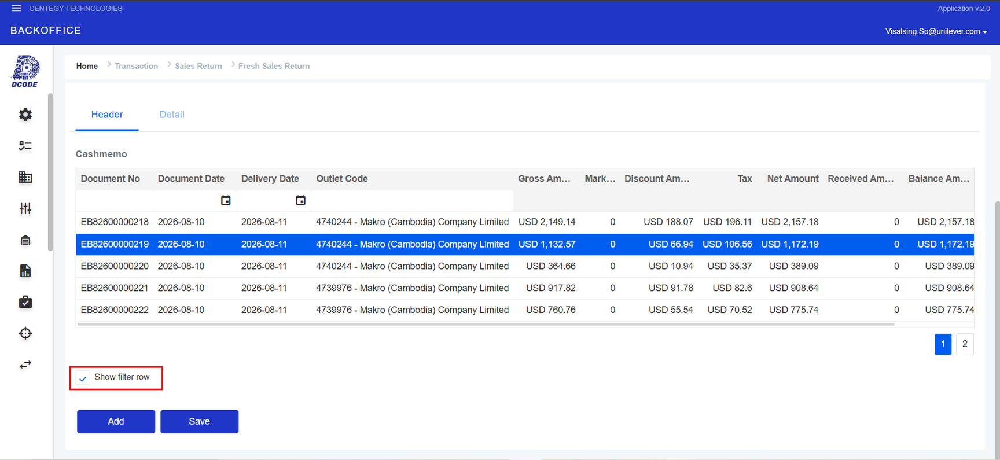 CENTEGY TECHNOLOGIES
Application v.2.0
BACKOFFICE
Visalsing.So@unilever.com
DCODE
Home Transaction Sales Return Fresh Sales Return
Header Detail
Cashmemo
Document No Document Date Delivery Date Outlet Code Gross Am... Mark... Discount Am... Tax Net Amount Received Am... Balance Am...
EB82600000218 2026-08-10 2026-08-11 4740244 - Makro (Cambodia) Company Limited USD 2,149.14 0 USD 188.07 USD 196.11 USD 2,157.18 0 USD 2,157.18
EB82600000219 2026-08-10 2026-08-11 4740244 - Makro (Cambodia) Company Limited USD 1,132.57 0 USD 66.94 USD 106.56 USD 1,172.19 0 USD 1,172.19
EB82600000220 2026-08-10 2026-08-11 4740244 - Makro (Cambodia) Company Limited USD 364.66 0 USD 10.94 USD 35.37 USD 389.09 0 USD 389.09
EB82600000221 2026-08-10 2026-08-11 4739976 - Makro (Cambodia) Company Limited USD 917.82 0 USD 91.78 USD 82.6 USD 908.64 0 USD 908.64
EB82600000222 2026-08-10 2026-08-11 4739976 - Makro (Cambodia) Company Limited USD 760.76 0 USD 55.54 USD 70.52 USD 775.74 0 USD 775.74
1 2
Show filter row
Add Save